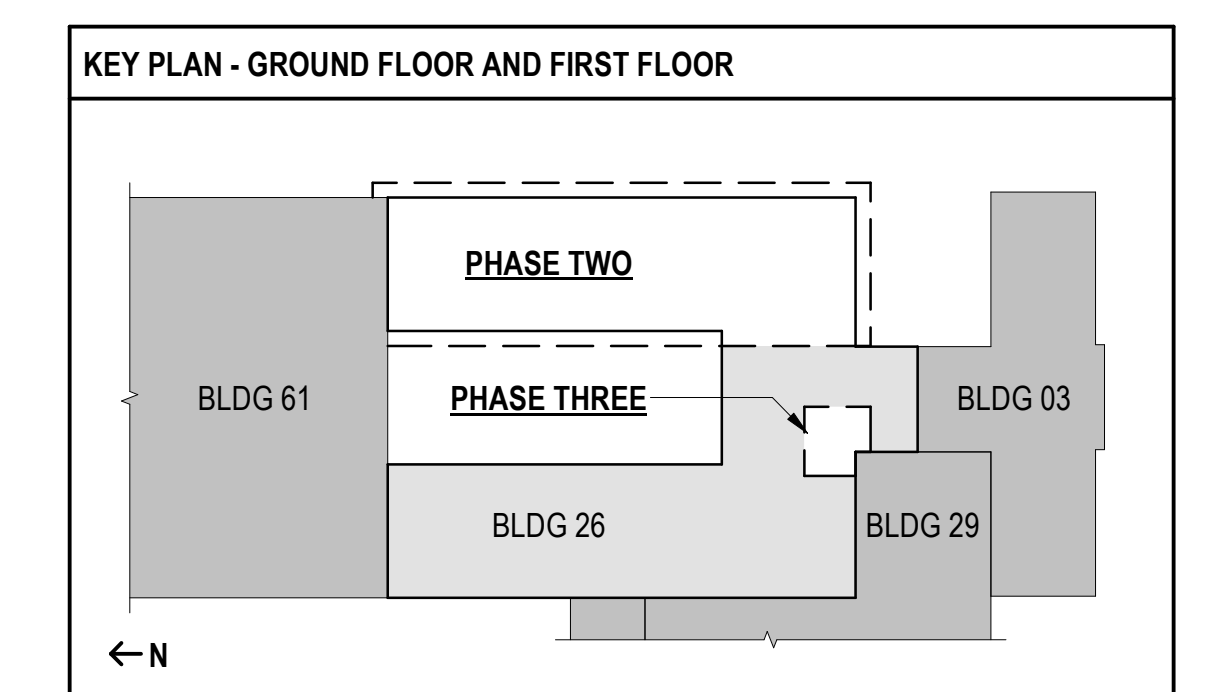 KEY PLAN - GROUND FLOOR AND FIRST FLOOR
PHASE TWO
BLDG 61
PHASE THREE
BLDG 03
BLDG 26
BLDG 29
N